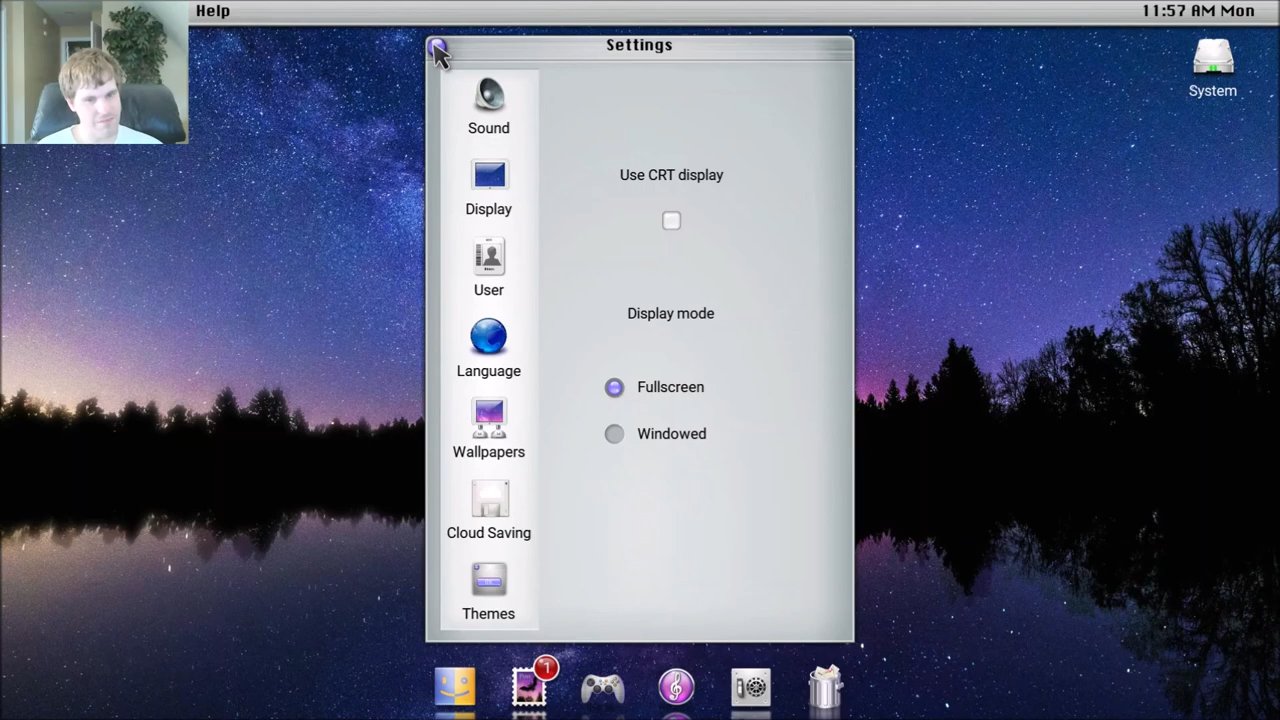 Help
11:57 AM Mon
Settings
System
Sound
Use CRT display
Display
User
Display mode
Language
Fullscreen
Windowed
Wallpapers
Cloud Saving
Themes
1